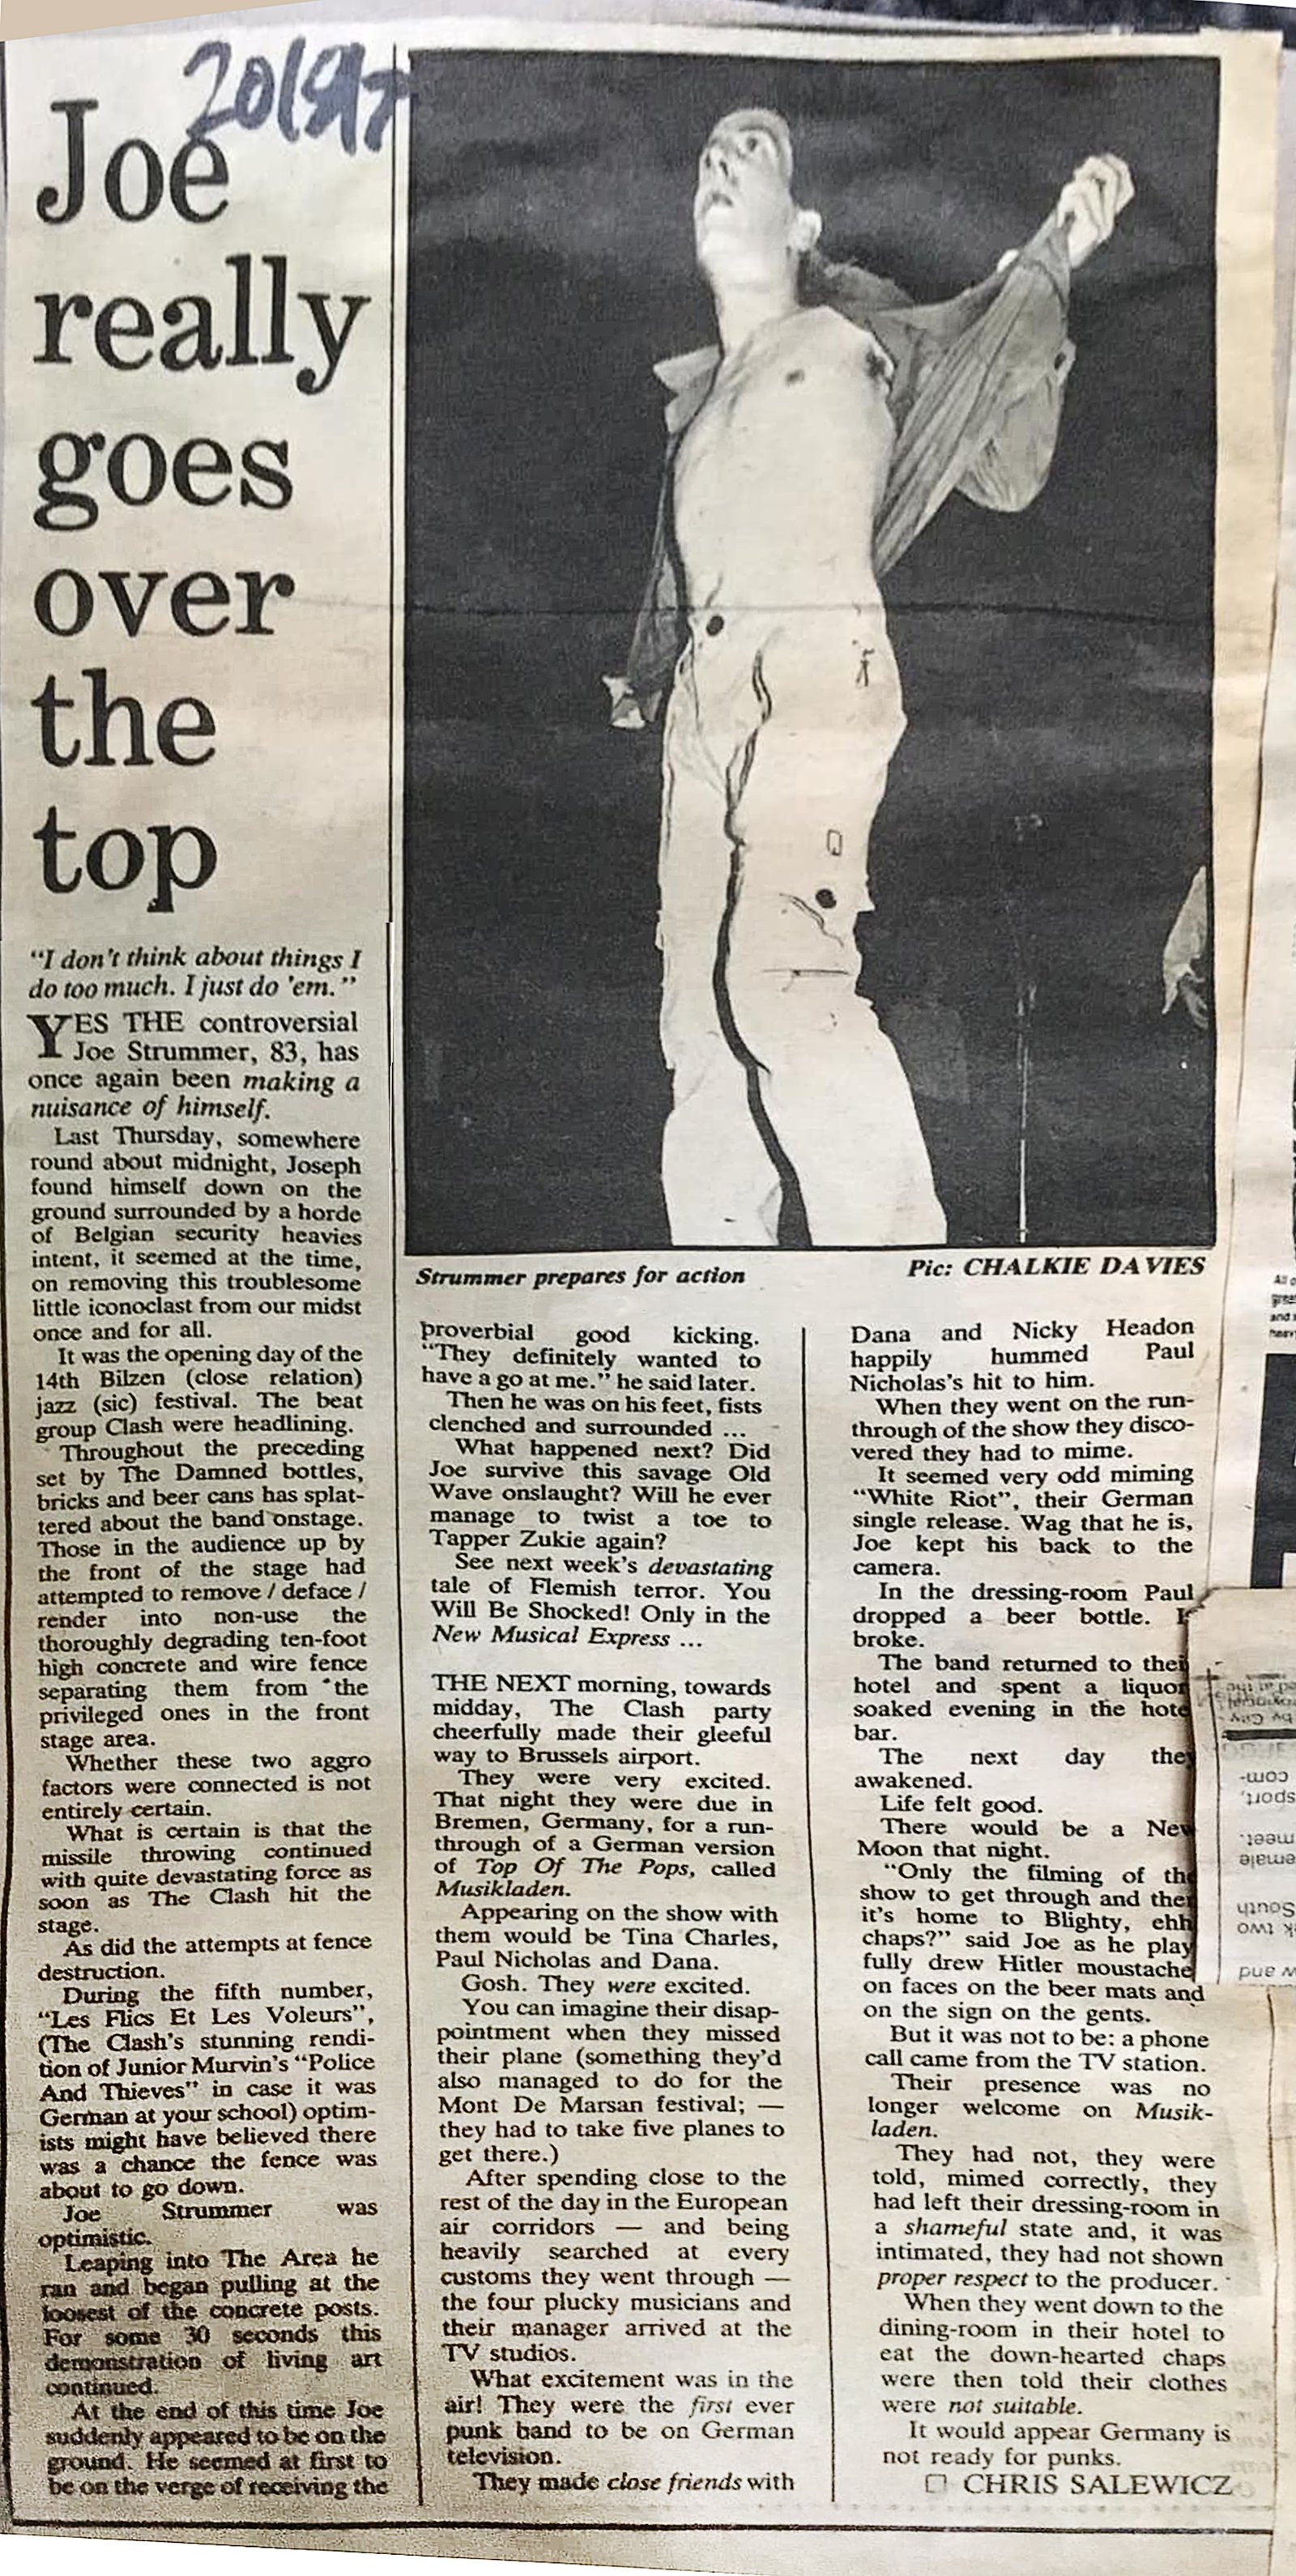 Joe
really
goes
over
the
top
"I don't think about things I
do too much. I just do 'em."
YES THE controversial
Joe Strummer, 83, has
once again been making a
nuisance of himself.
Last Thursday, somewhere
round about midnight, Joseph
found himself down on the
ground surrounded by a horde
of Belgian security heavies
intent, it seemed at the time,
on removing this troublesome
little iconoclast from our midst
once and for all.
It was the opening day of the
14th Bilzen (close relation)
jazz (sic) festival. The beat
group Clash were headlining.
Throughout the preceding
set by The Damned bottles,
bricks and beer cans has splat-
tered about the band onstage.
Those in the audience up by
the front of the stage had
attempted to remove / deface /
render into non-use the
thoroughly degrading ten-foot
high concrete and wire fence
separating them from the
privileged ones in the front
stage area.
Whether these two aggro
factors were connected is not
entirely certain.
What is certain is that the
missile throwing continued
with quite devastating force as
soon as The Clash hit the
stage.
As did the attempts at fence
destruction.
During the fifth number,
"Les Flics Et Les Voleurs",
(The Clash's stunning rendi-
tion of Junior Murvin's "Police
And Thieves" in case it was
German at your school) optim-
ists might have believed there
was a chance the fence was
about to go down.
Joe Strummer was
optimistic.
Leaping into The Area he
ran and began pulling at the
loosest of the concrete posts.
For some 30 seconds this
demonstration of living art
continued.
At the end of this time Joe
suddenly appeared to be on the
ground. He seemed at first to
be on the verge of receiving the
Strummer prepares for action
Pic: CHALKIE DAVIES
proverbial good kicking.
"They definitely wanted to
have a go at me." he said later.
Then he was on his feet, fists
clenched and surrounded ...
What happened next? Did
Joe survive this savage Old
Wave onslaught? Will he ever
manage to twist a toe to
Tapper Zukie again?
See next week's devastating
tale of Flemish terror. You
Will Be Shocked! Only in the
New Musical Express ...
THE NEXT morning, towards
midday, The Clash party
cheerfully made their gleeful
way to Brussels airport.
They were very excited.
That night they were due in
Bremen, Germany, for a run-
through of a German version
of Top Of The Pops, called
Musikladen.
Appearing on the show with
them would be Tina Charles,
Paul Nicholas and Dana.
Gosh. They were excited.
You can imagine their disap-
pointment when they missed
their plane (something they'd
also managed to do for the
Mont De Marsan festival; —
they had to take five planes to
get there.)
After spending close to the
rest of the day in the European
air corridors — and being
heavily searched at every
customs they went through —
the four plucky musicians and
their manager arrived at the
TV studios.
What excitement was in the
air! They were the first ever
punk band to be on German
television.
They made close friends with
Dana and Nicky Headon
happily hummed Paul
Nicholas's hit to him.
When they went on the run-
through of the show they disco-
vered they had to mime.
It seemed very odd miming
"White Riot", their German
single release. Wag that he is,
Joe kept his back to the
camera.
In the dressing-room Paul
dropped a beer bottle. I
broke.
The band returned to thei
hotel and spent a liquor
soaked evening in the hote
bar.
The next day they
awakened.
Life felt good.
There would be a New
Moon that night.
"Only the filming of the
show to get through and then
it's home to Blighty, ehh
chaps?" said Joe as he play
fully drew Hitler moustache
on faces on the beer mats and
on the sign on the gents.
But it was not to be: a phone
call came from the TV station.
Their presence was no
longer welcome on Musik-
laden.
They had not, they were
told, mimed correctly, they
had left their dressing-room in
a shameful state and, it was
intimated, they had not shown
proper respect to the producer.
When they went down to the
dining-room in their hotel to
eat the down-hearted chaps
were then told their clothes
were not suitable.
It would appear Germany is
not ready for punks.
□ CHRIS SALEWICZ
All o
grea
and
heav
by City
com-
sport,
meet.
emale
South
k two
w and